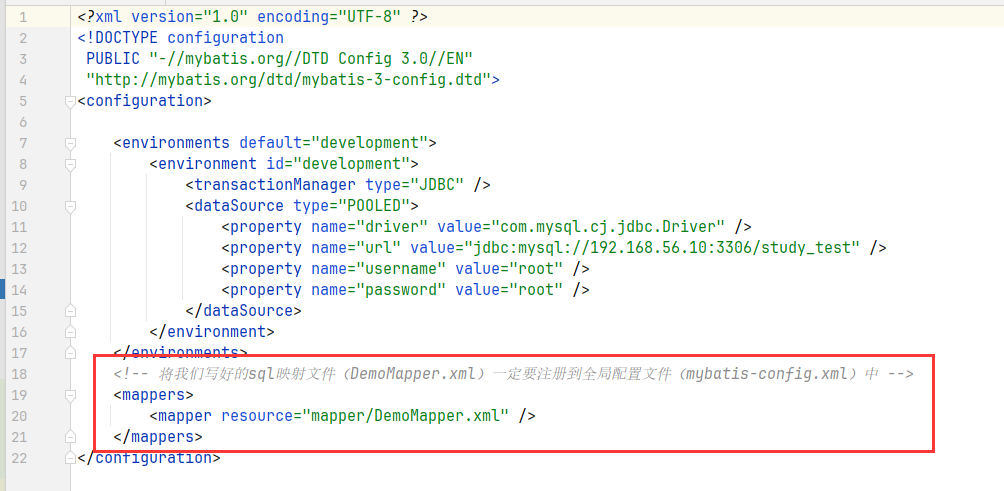 1 <?xml version="1.0" encoding="UTF-8" ?>
2 <!DOCTYPE configuration
3 PUBLIC "-//mybatis.org//DTD Config 3.0//EN"
4 "http://mybatis.org/dtd/mybatis-3-config.dtd">
5 <configuration>
6
7 <environments default="development">
8 <environment id="development">
9 <transactionManager type="JDBC" />
10 <dataSource type="POOLED">
11 <property name="driver" value="com.mysql.cj.jdbc.Driver" />
12 <property name="url" value="jdbc:mysql://192.168.56.10:3306/study_test" />
13 <property name="username" value="root" />
14 <property name="password" value="root" />
15 </dataSource>
16 </environment>
17 </environments>
18 <!-- 将我们写好的sql映射文件（DemoMapper.xml）一定要注册到全局配置文件（mybatis-config.xml）中 -->
19 <mappers>
20 <mapper resource="mapper/DemoMapper.xml" />
21 </mappers>
22 </configuration>